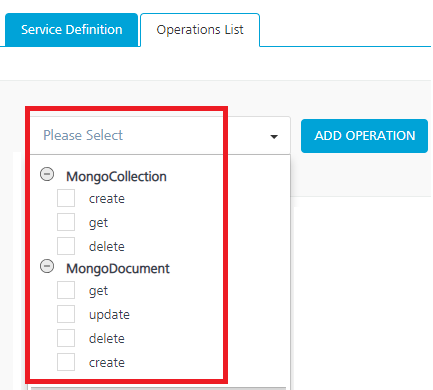 Service Definition
Operations List
Please Select
ADD OPERATION
MongoCollection
create
get
delete
MongoDocument
get
update
delete
create